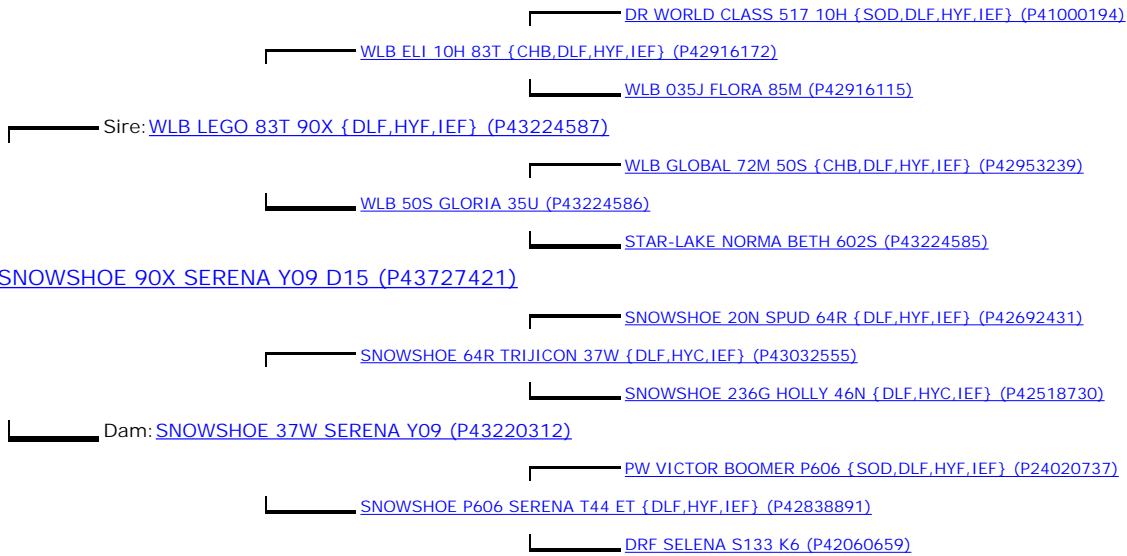 DR WORLD CLASS 517 10H {SOD,DLF,HYF,IEF} (P41000194)
WLB ELI 10H 83T {CHB,DLF,HYF,IEF} (P42916172)
WLB 035J FLORA 85M (P42916115)
Sire: WLB LEGO 83T 90X {DLF,HYF,IEF} (P43224587)
WLB GLOBAL 72M 50S {CHB,DLF,HYF,IEF} (P42953239)
WLB 50S GLORIA 35U (P43224586)
STAR-LAKE NORMA BETH 602S (P43224585)
SNOWSHOE 90X SERENA Y09 D15 (P43727421)
SNOWSHOE 20N SPUD 64R {DLF,HYF,IEF} (P42692431)
SNOWSHOE 64R TRIJICON 37W {DLF,HYC,IEF} (P43032555)
SNOWSHOE 236G HOLLY 46N {DLF,HYC,IEF} (P42518730)
Dam: SNOWSHOE 37W SERENA Y09 (P43220312)
PW VICTOR BOOMER P606 {SOD,DLF,HYF,IEF} (P24020737)
SNOWSHOE P606 SERENA T44 ET {DLF,HYF,IEF} (P42838891)
DRF SELENA S133 K6 (P42060659)